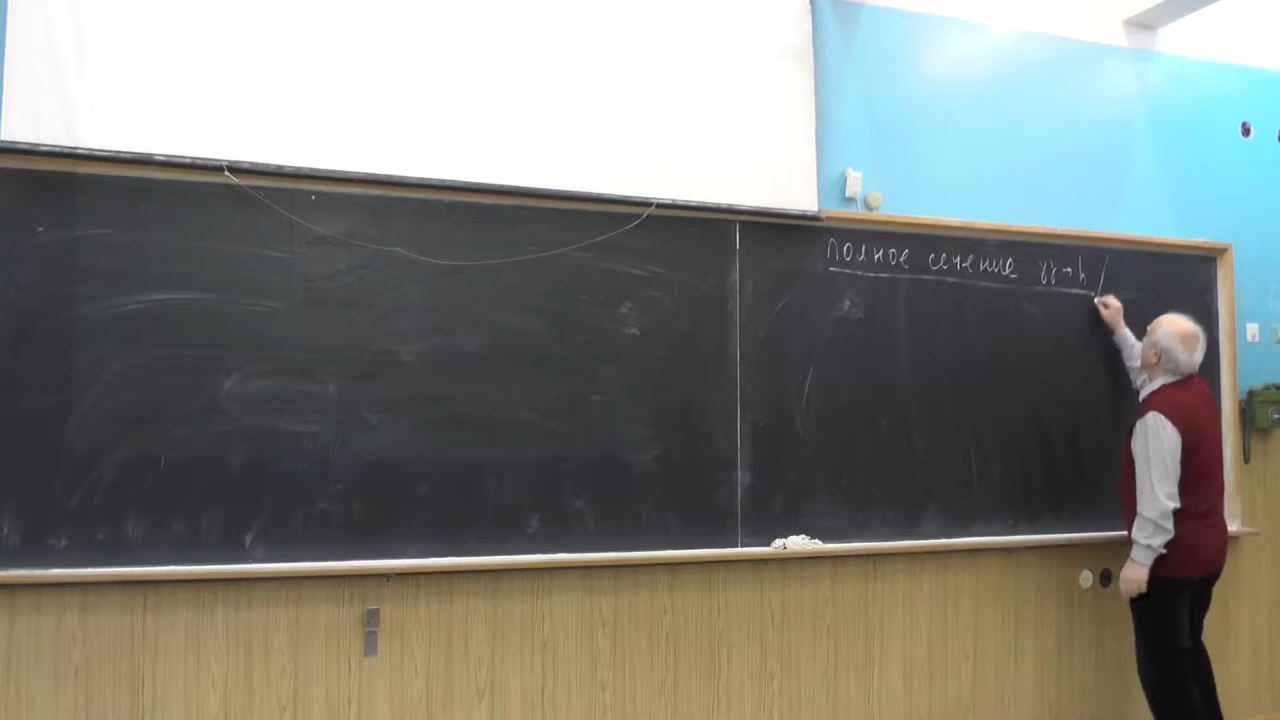 Полное сечение γγ → h /